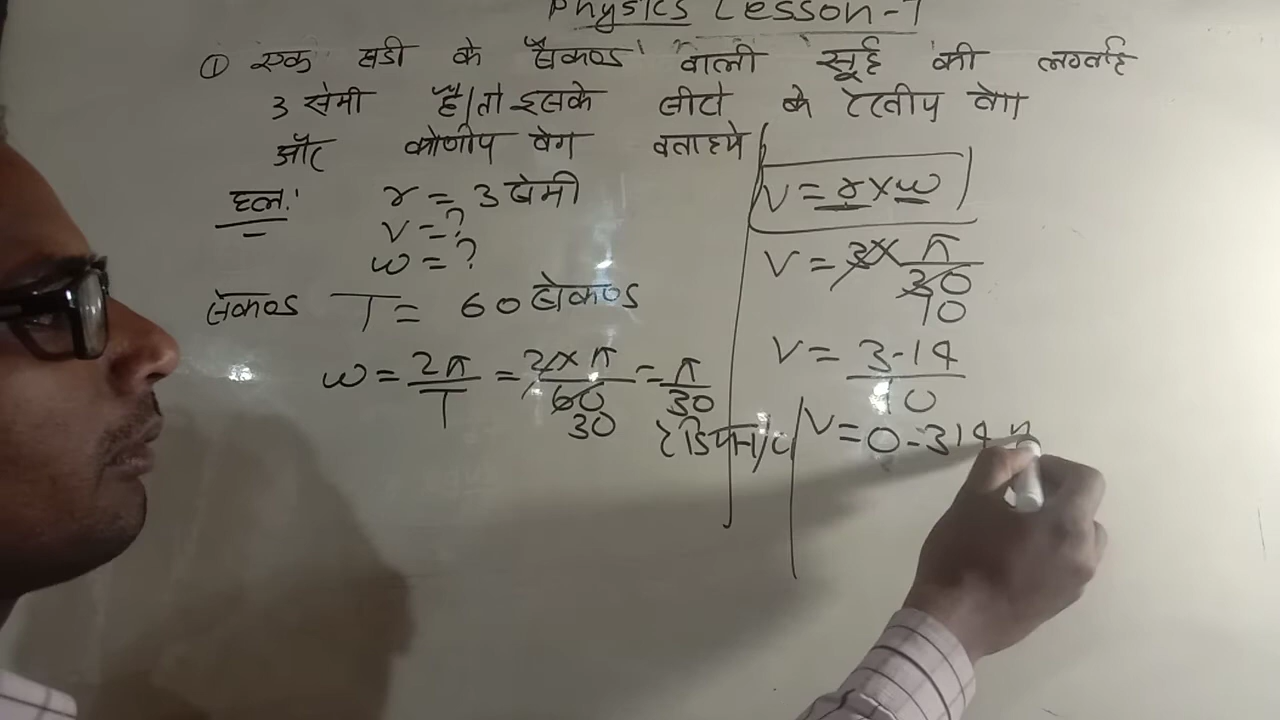 Physics Lesson-1
① एक घडी के सैकण्ड वाली सूई की लम्बाई
3 सेमी है। तो इसके सीटो के रेखीय वेग
और कोणीय वेग बताइये
हल:
r = 3 सेमी
v = ?
ω = ?
सेकण्ड T = 60 सेकण्ड
ω = 2π/T = 2×π/60 30 = π/30
रेडियन/से
V = r×ω
V = 3×π/30 10
V = 3.14/10
V = 0.314